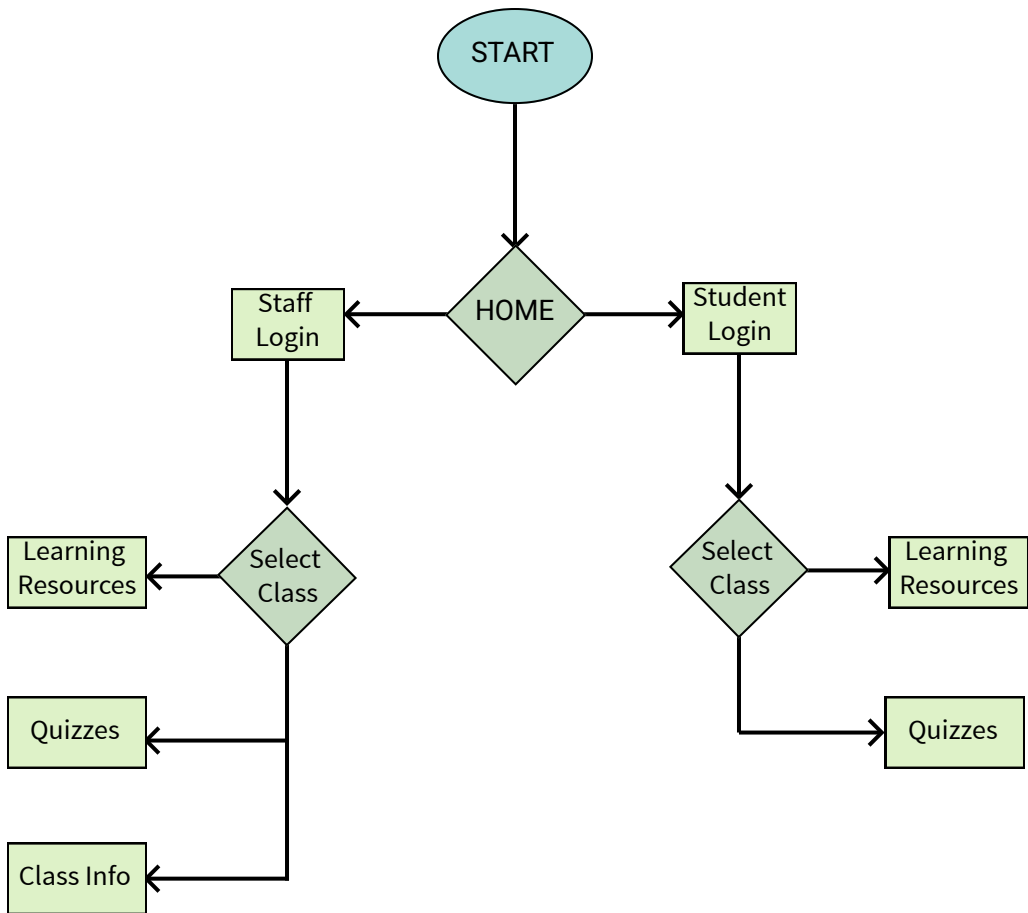 START
HOME
Staff
Login
Student
Login
Learning
Resources
Select
Class
Select
Class
Learning
Resources
Quizzes
Quizzes
Class Info